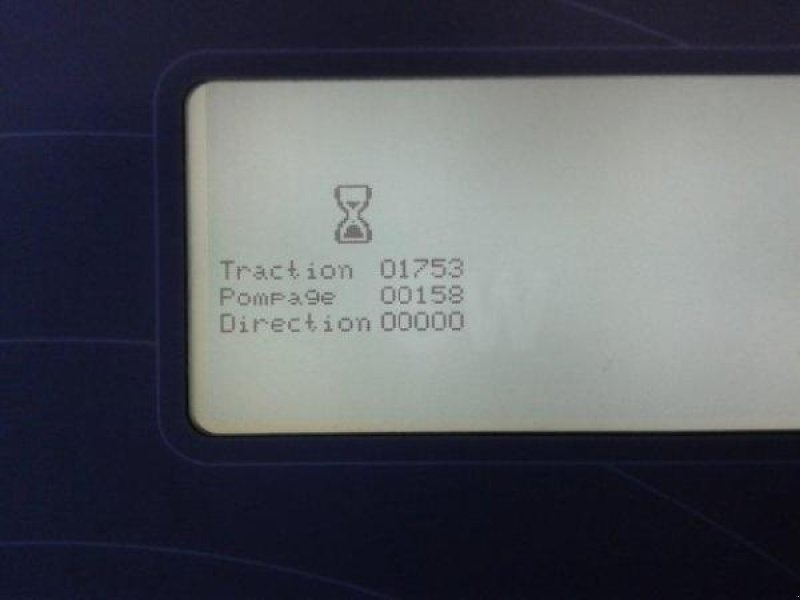 Traction 01753
Pompage 00158
Direction 00000